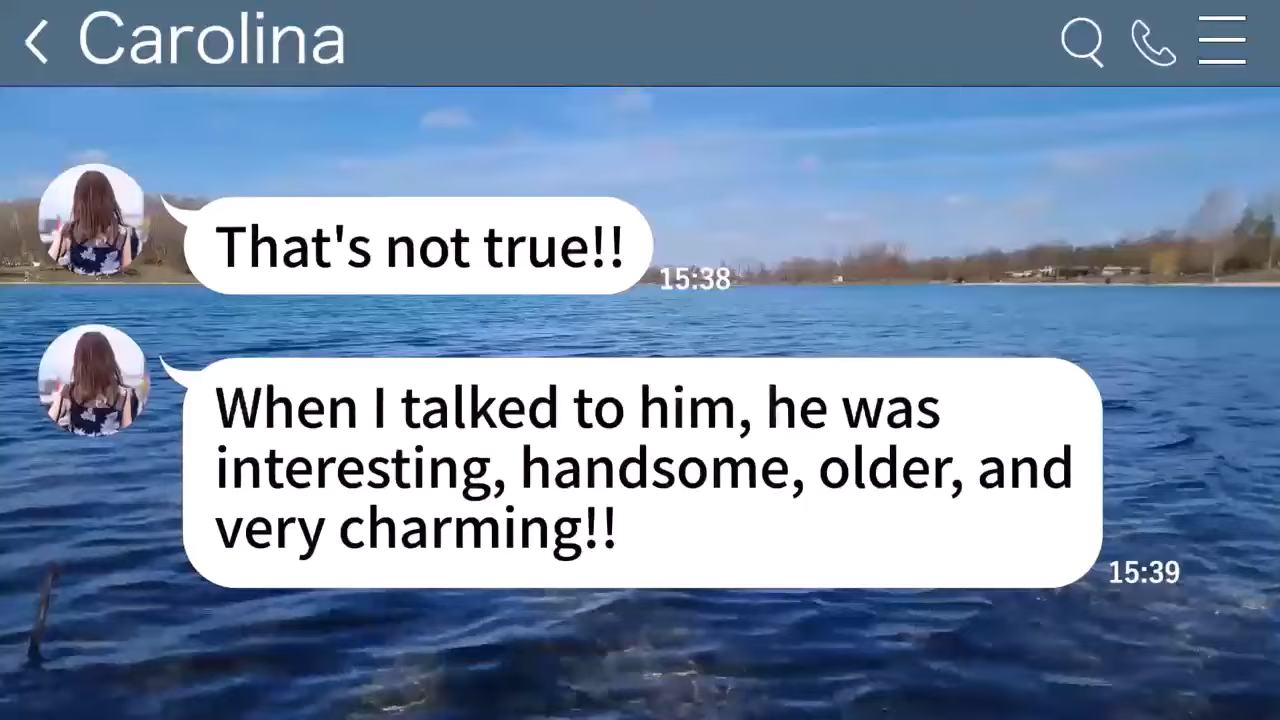 Carolina
That's not true!!
15:38
When I talked to him, he was
interesting, handsome, older, and
very charming!!
15:39